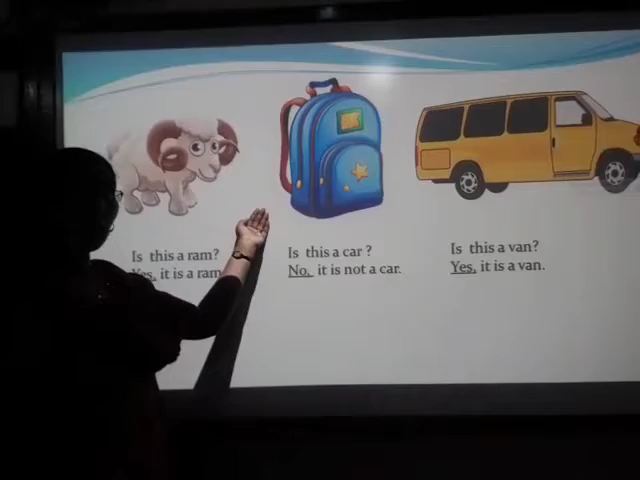 Is this a ram?
Yes, it is a ram
Is this a car ?
No, it is not a car.
Is this a van?
Yes, it is a van.